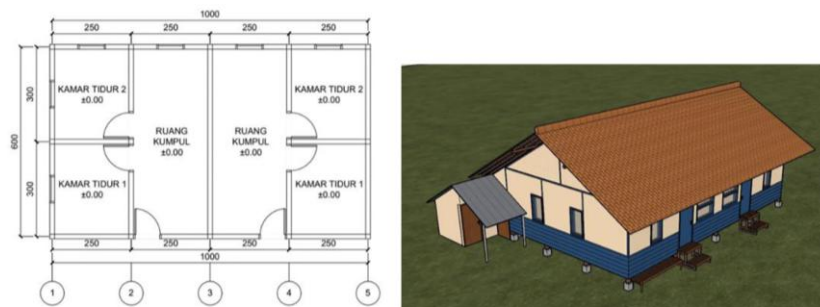 1000
250 250 250 250
KAMAR TIDUR 2
±0.00
KAMAR TIDUR 2
±0.00
300
600
RUANG
KUMPUL
±0.00
RUANG
KUMPUL
±0.00
300
KAMAR TIDUR 1
±0.00
KAMAR TIDUR 1
±0.00
250 250 250 250
1000
1 2 3 4 5